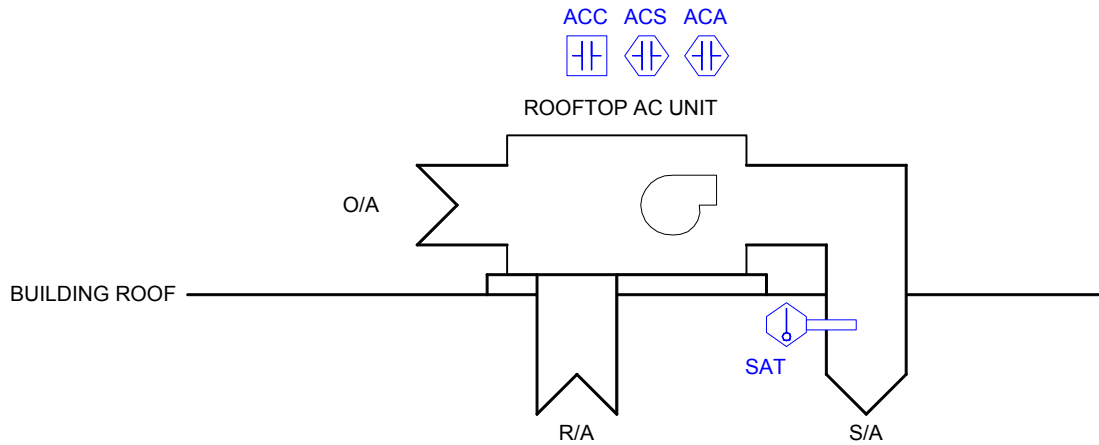 ACC ACS ACA
ROOFTOP AC UNIT
O/A
BUILDING ROOF
SAT
R/A
S/A